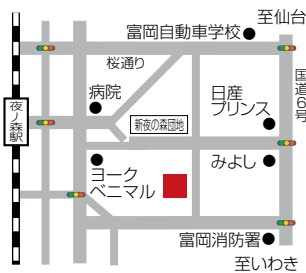 至仙台
富岡自動車学校
桜通り
国道6号
病院
日産
プリンス
新夜の森団地
夜ノ森駅
みよし
ヨーク
ベニマル
富岡消防署
至いわき